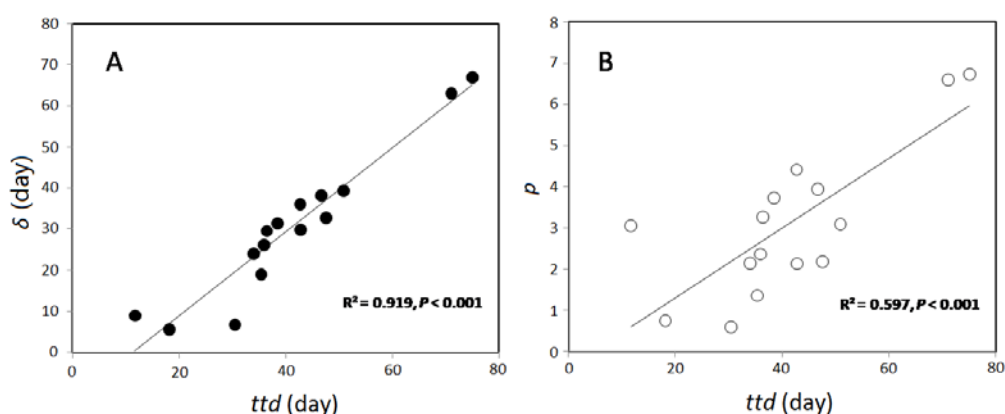 A
80
70
60
50
40
30
20
10
0
δ (day)
R² = 0.919, P < 0.001
0 20 40 60 80
ttd (day)
B
8
7
6
5
4
3
2
1
0
p
R² = 0.597, P < 0.001
0 20 40 60 80
ttd (day)